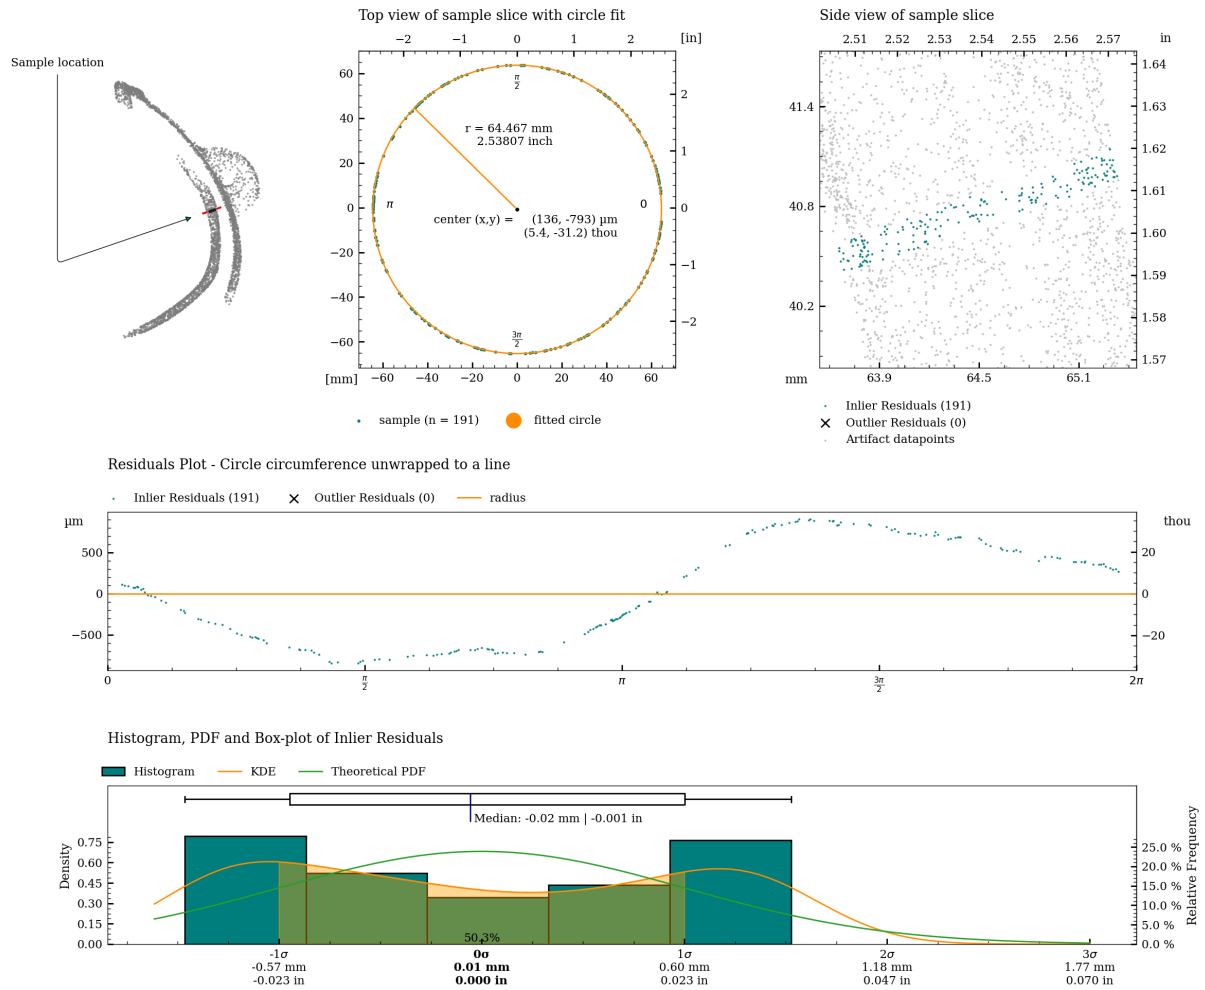 Sample location
Top view of sample slice with circle fit
−2 −1 0 1 2 [in]
60
40
20
0
−20
−40
−60
2
1
0
−1
−2
π/2
r = 64.467 mm
2.53807 inch
π
0
center (x,y) = (136, -793) µm
(5.4, -31.2) thou
3π/2
[mm] −60 −40 −20 0 20 40 60
sample (n = 191) fitted circle
Side view of sample slice
2.51 2.52 2.53 2.54 2.55 2.56 2.57 in
41.4
40.8
40.2
1.64
1.63
1.62
1.61
1.60
1.59
1.58
1.57
mm 63.9 64.5 65.1
Inlier Residuals (191)
Outlier Residuals (0)
Artifact datapoints
Residuals Plot - Circle circumference unwrapped to a line
Inlier Residuals (191) Outlier Residuals (0) radius
µm thou
500 20
0 0
−500 −20
0 π/2 π 3π/2 2π
Histogram, PDF and Box-plot of Inlier Residuals
Histogram KDE Theoretical PDF
Median: -0.02 mm | -0.001 in
Density
0.75
0.60
0.45
0.30
0.15
0.00
50.3%
Relative Frequency
25.0 %
20.0 %
15.0 %
10.0 %
5.0 %
0.0 %
-1σ 0σ 1σ 2σ 3σ
-0.57 mm 0.01 mm 0.60 mm 1.18 mm 1.77 mm
-0.023 in 0.000 in 0.023 in 0.047 in 0.070 in